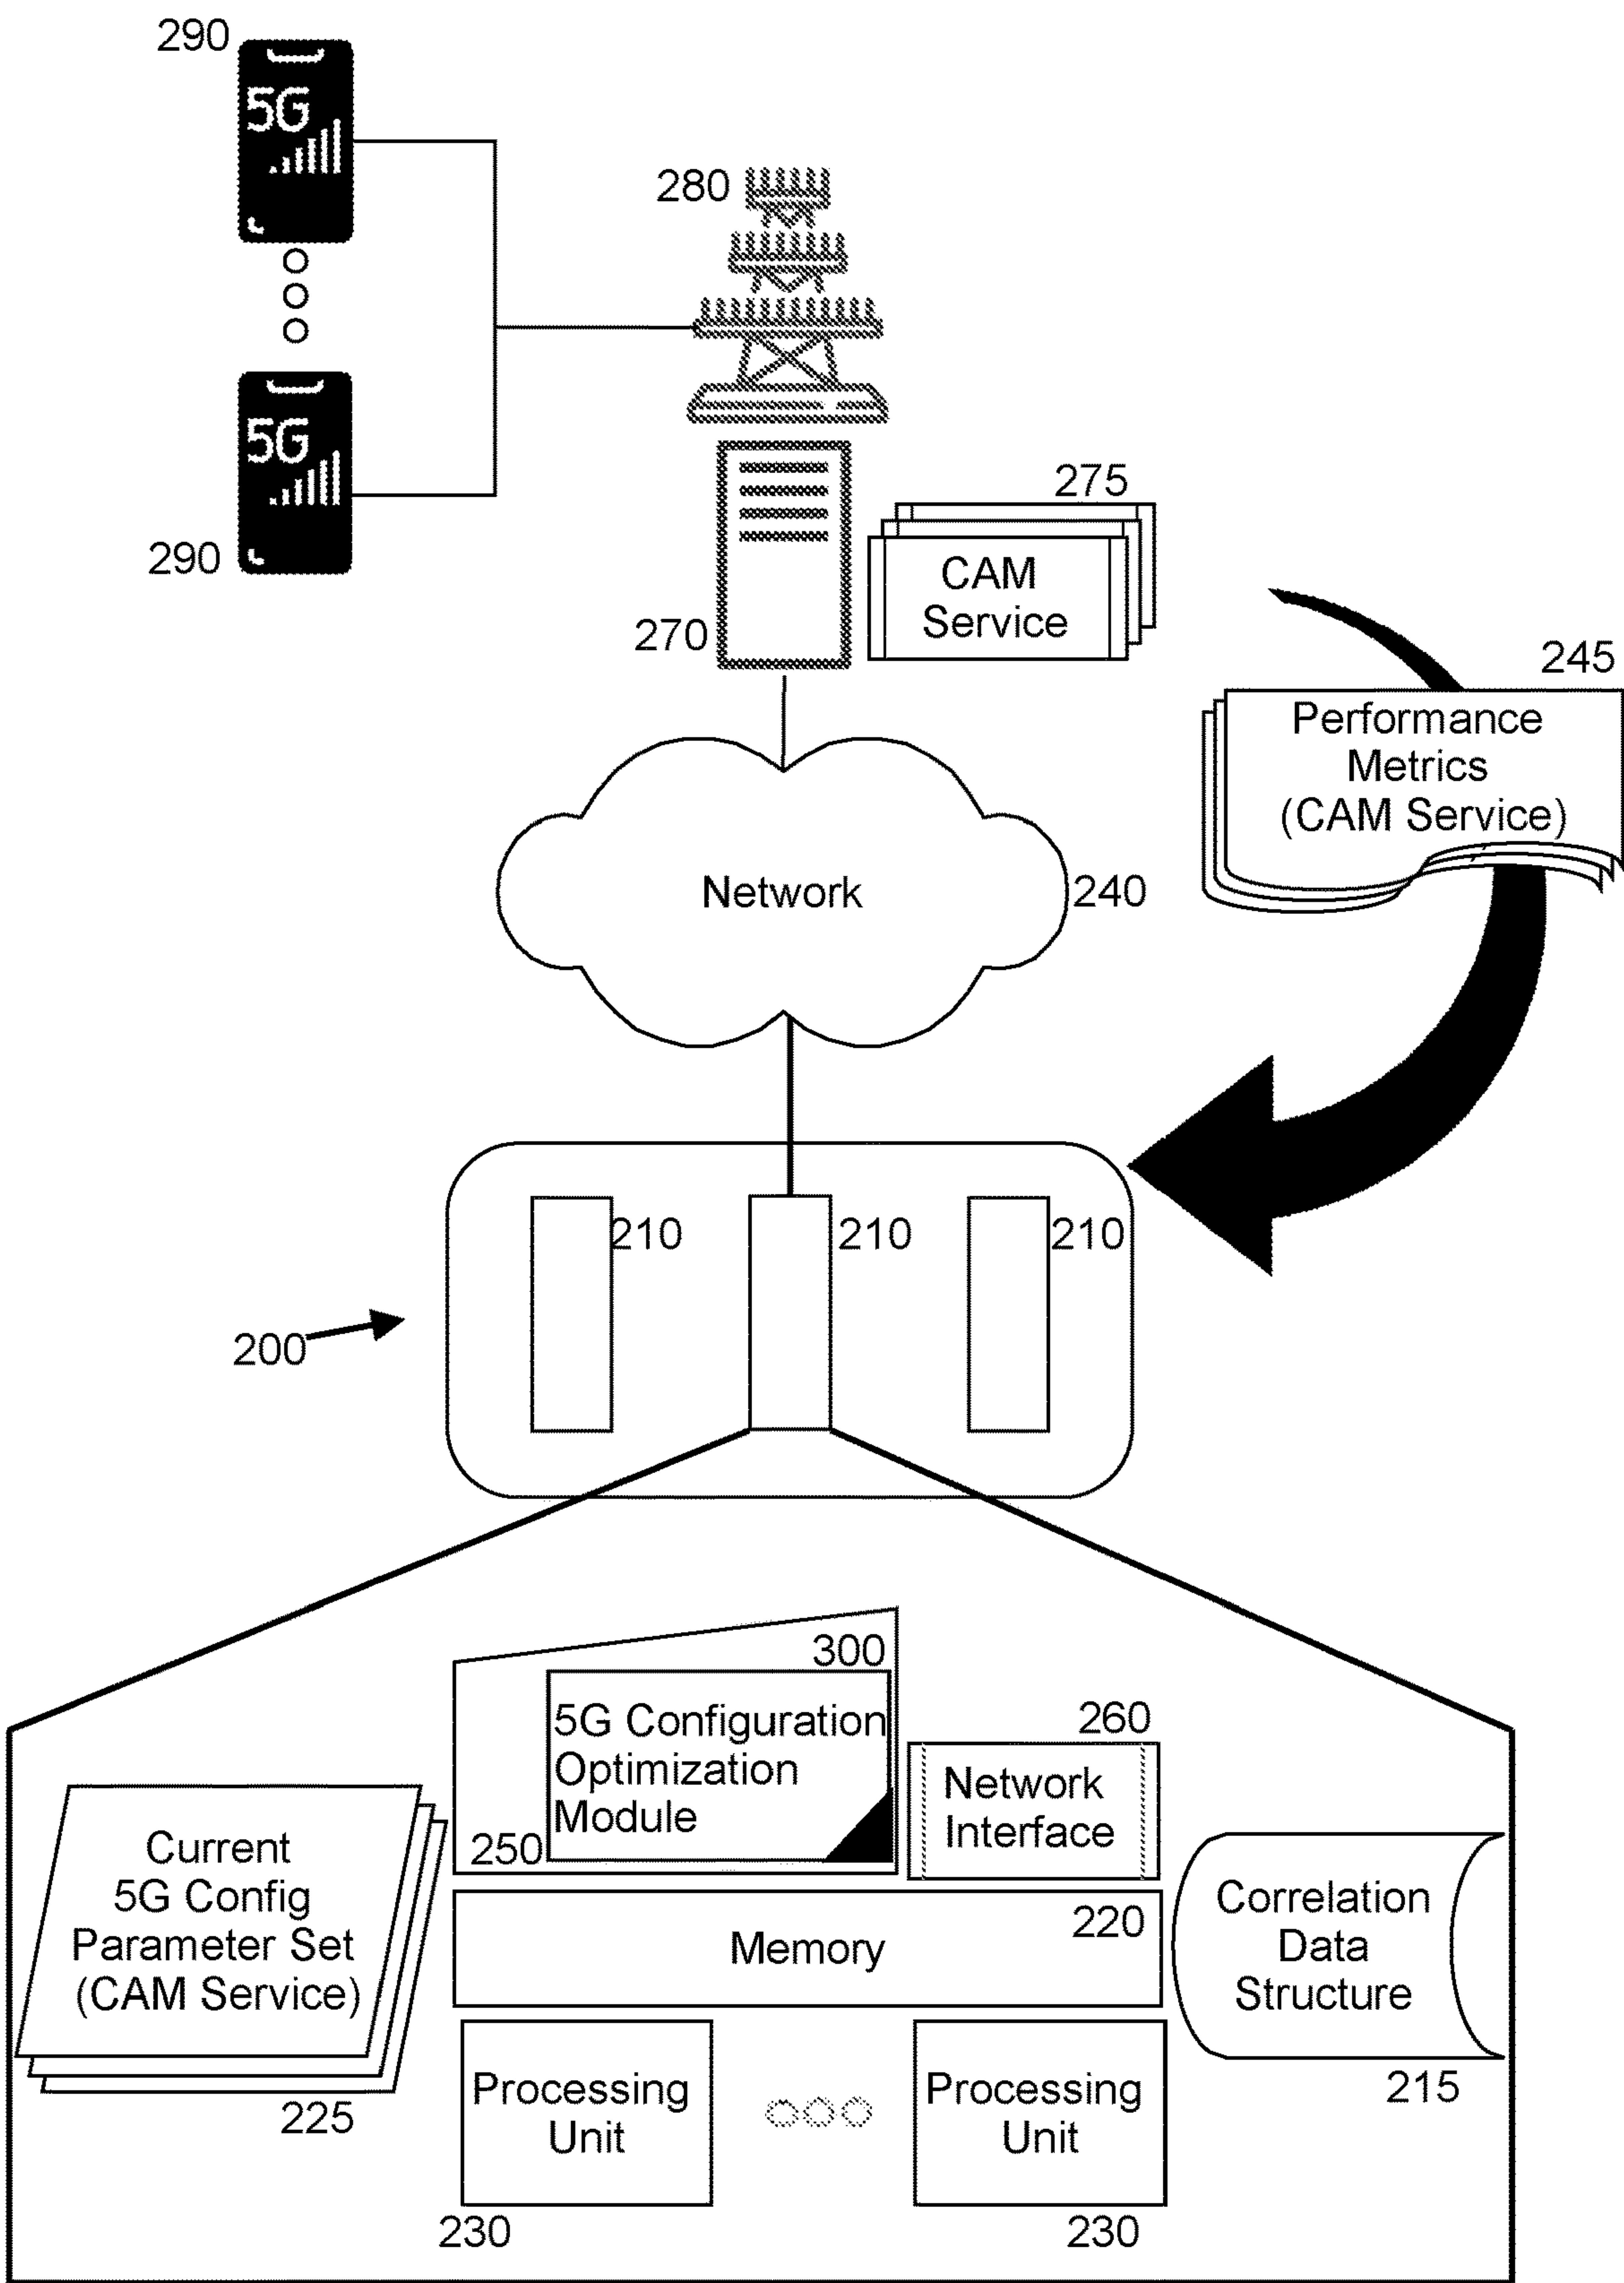 290
5G
280
5G
290
275
CAM
Service
270
245
Performance
Metrics
(CAM Service)
Network
240
210
210
210
200
300
5G Configuration
Optimization
Module
250
260
Network
Interface
Current
5G Config
Parameter Set
(CAM Service)
225
220
Memory
Correlation
Data
Structure
215
Processing
Unit
230
Processing
Unit
230